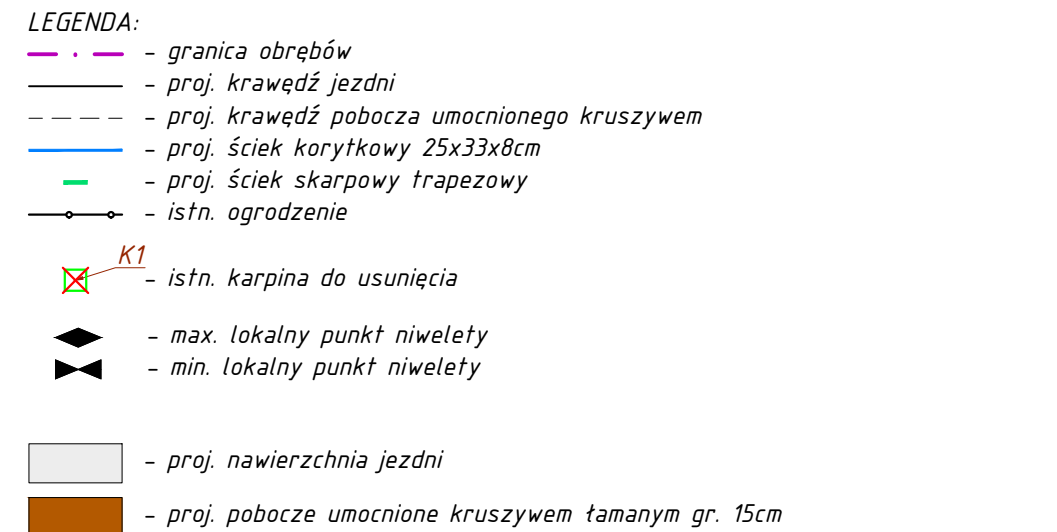 LEGENDA:
- granica obrębów
- proj. krawędź jezdni
- proj. krawędź pobocza umocnionego kruszywem
- proj. ściek korytkowy 25x33x8cm
- proj. ściek skarpowy trapezowy
- istn. ogrodzenie
K1
- istn. karpina do usunięcia
- max. lokalny punkt niwelety
- min. lokalny punkt niwelety
- proj. nawierzchnia jezdni
- proj. pobocze umocnione kruszywem łamanym gr. 15cm